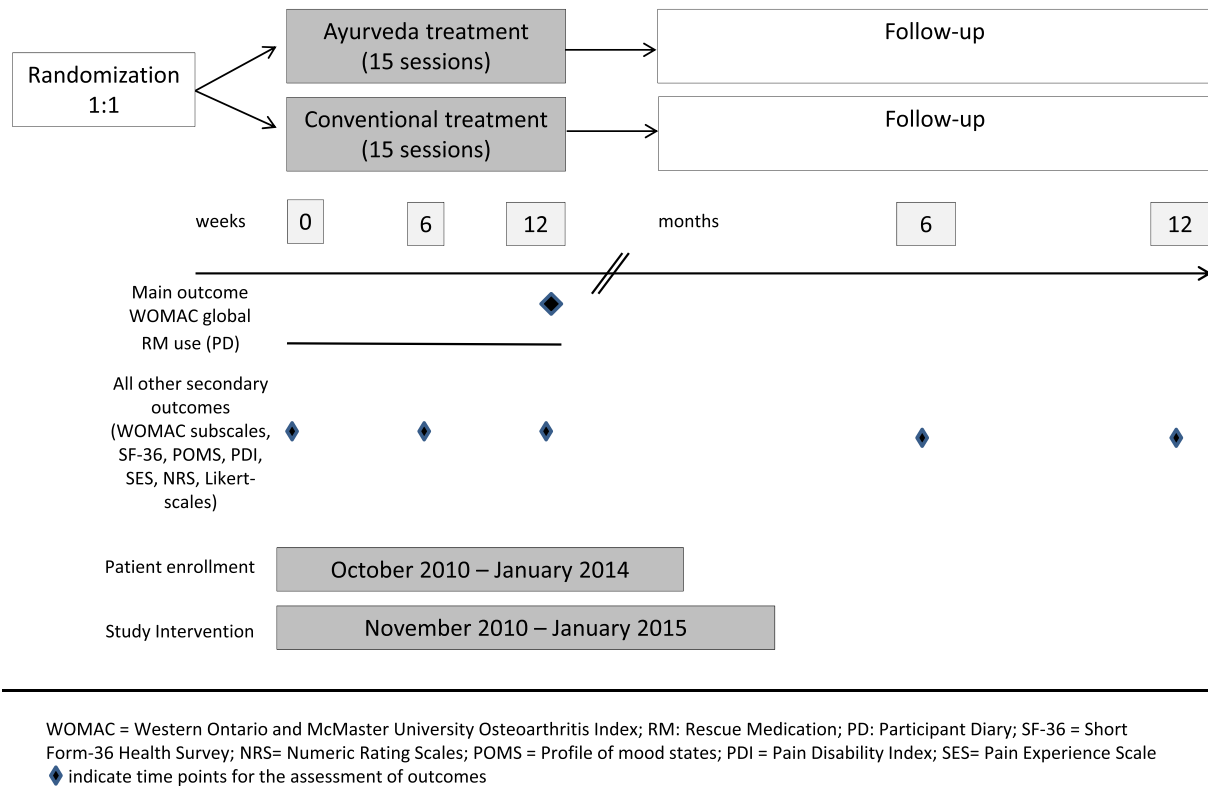 Randomization
1:1
Ayurveda treatment
(15 sessions)
Follow-up
Conventional treatment
(15 sessions)
Follow-up
weeks 0 6 12 months 6 12
Main outcome
WOMAC global
RM use (PD)
All other secondary
outcomes
(WOMAC subscales,
SF-36, POMS, PDI,
SES, NRS, Likert-
scales)
Patient enrollment October 2010 – January 2014
Study Intervention November 2010 – January 2015
WOMAC = Western Ontario and McMaster University Osteoarthritis Index; RM: Rescue Medication; PD: Participant Diary; SF-36 = Short
Form-36 Health Survey; NRS= Numeric Rating Scales; POMS = Profile of mood states; PDI = Pain Disability Index; SES= Pain Experience Scale
indicate time points for the assessment of outcomes